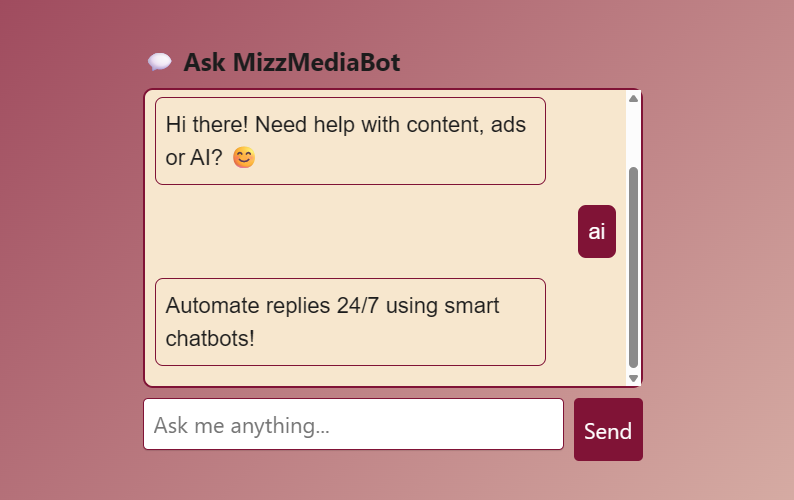 💬 Ask MizzMediaBot
Hi there! Need help with content, ads
or AI? 😊
ai
Automate replies 24/7 using smart
chatbots!
Ask me anything...
Send